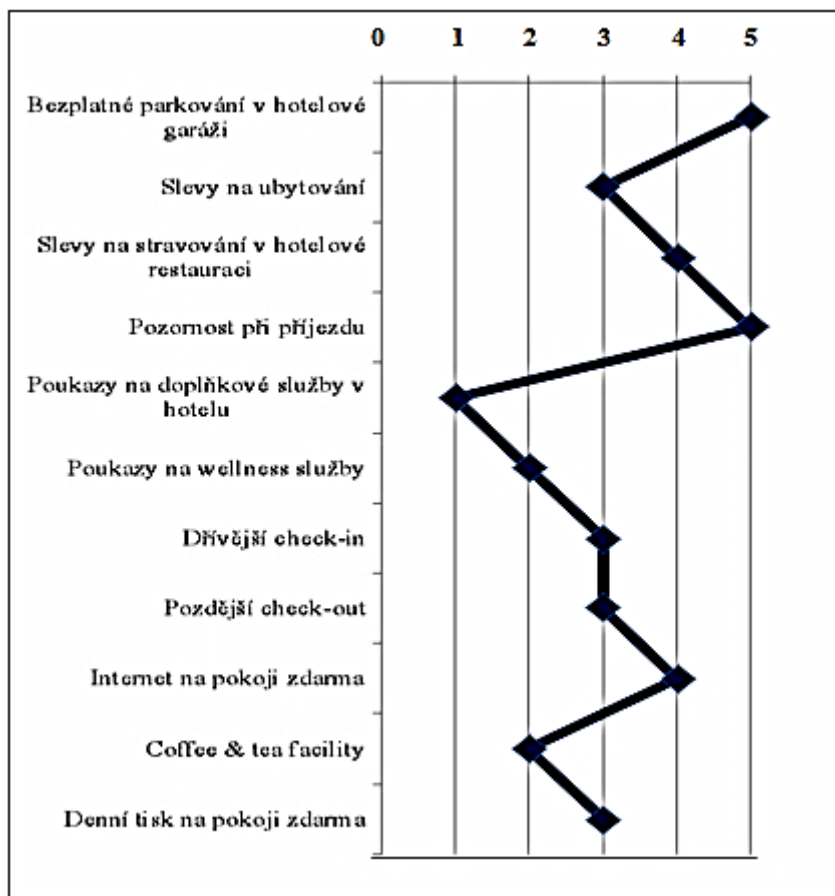 0 1 2 3 4 5
Bezplatné parkování v hotelové
garáži
Slevy na ubytování
Slevy na stravování v hotelové
restauraci
Pozornost při příjezdu
Poukazy na doplňkové služby v
hotelu
Poukazy na wellness služby
Dřívější check-in
Pozdější check-out
Internet na pokoji zdarma
Coffee & tea facility
Denní tisk na pokoji zdarma